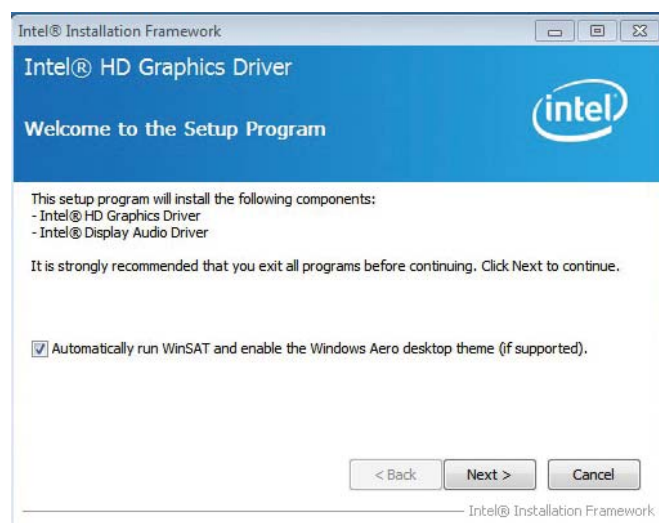 Intel® Installation Framework
Intel® HD Graphics Driver
Welcome to the Setup Program
intel
This setup program will install the following components:
- Intel® HD Graphics Driver
- Intel® Display Audio Driver
It is strongly recommended that you exit all programs before continuing. Click Next to continue.
Automatically run WinSAT and enable the Windows Aero desktop theme (if supported).
< Back
Next >
Cancel
Intel® Installation Framework